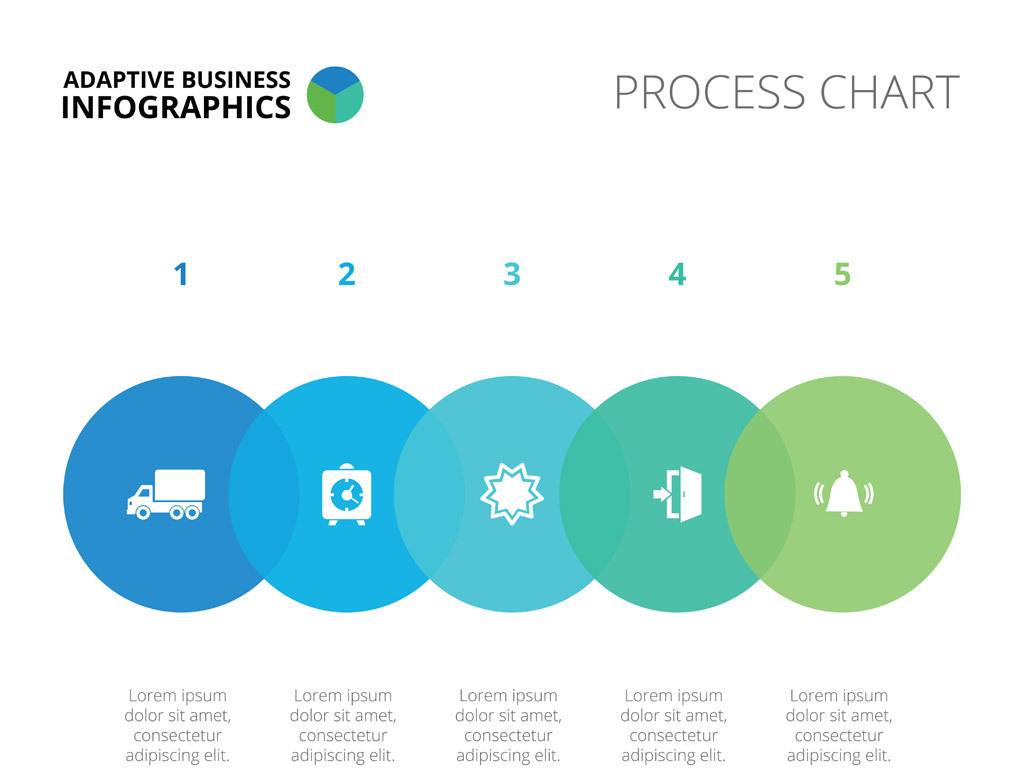 ADAPTIVE BUSINESS
INFOGRAPHICS
PROCESS CHART
1
2
3
4
5
Lorem ipsum
dolor sit amet,
consectetur
adipiscing elit.
Lorem ipsum
dolor sit amet,
consectetur
adipiscing elit.
Lorem ipsum
dolor sit amet,
consectetur
adipiscing elit.
Lorem ipsum
dolor sit amet,
consectetur
adipiscing elit.
Lorem ipsum
dolor sit amet,
consectetur
adipiscing elit.